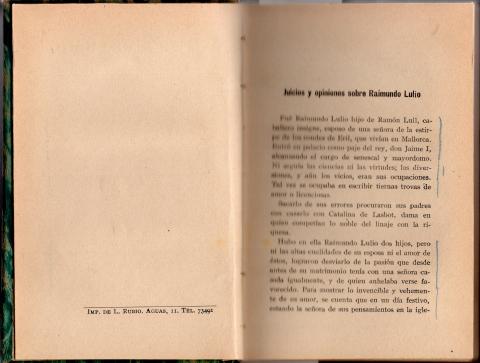 IMP. DE L. RUBIO. AGUAS, 11. TEL. 73491
Juicios y opiniones sobre Raimundo Lulio
Fué Raimundo Lulio hijo de Ramón Lull, ca-
ballero insigne, esposo de una señora de la estir-
pe de los condes de Eril, que vivían en Mallorca.
Entró en palacio como paje del rey, don Jaime I,
alcanzando el cargo de senescal y mayordomo.
Ni seguía las ciencias ni las virtudes; las diver-
siones, y aún los vicios, eran sus ocupaciones.
Tal vez se ocupaba en escribir tiernas trovas de
amor o licenciosas.
Sacarlo de sus errores procuraron sus padres
con casarlo con Catalina de Lasbot, dama en
quien competían lo noble del linaje con la ri-
queza.
Hubo en ella Raimundo Lulio dos hijos, pero
ni las altas cualidades de su esposa ni el amor de
éstos, lograron desviarlo de la pasión que desde
antes de su matrimonio tenía con una señora ca-
sada igualmente, y de quien anhelaba verse fa-
vorecido. Para mostrar lo invencible y vehemen-
te de su amor, se cuenta que en un día festivo,
estando la señora de sus pensamientos en la igle-